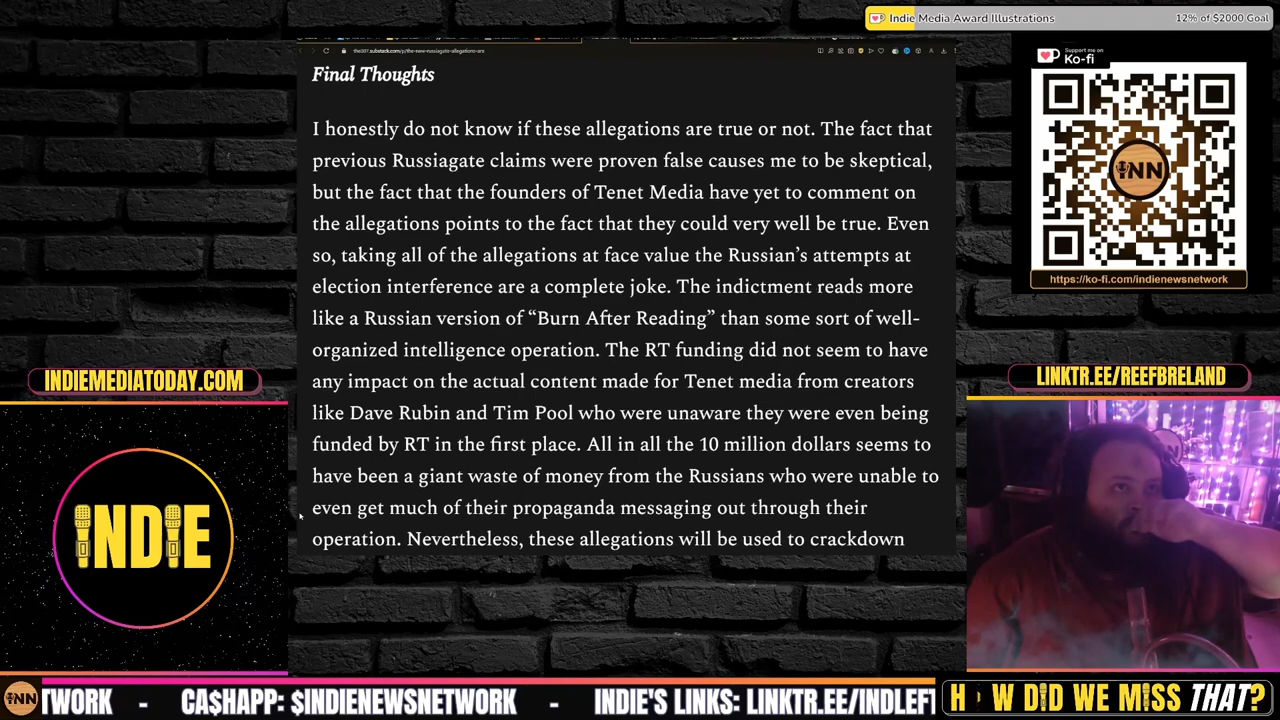 Indie Media Award Illustrations
12% of $2000 Goal
the307.substack.com/p/the-new-russiagate-allegations-are
Final Thoughts
I honestly do not know if these allegations are true or not. The fact that
previous Russiagate claims were proven false causes me to be skeptical,
but the fact that the founders of Tenet Media have yet to comment on
the allegations points to the fact that they could very well be true. Even
so, taking all of the allegations at face value the Russian’s attempts at
election interference are a complete joke. The indictment reads more
like a Russian version of “Burn After Reading” than some sort of well-
organized intelligence operation. The RT funding did not seem to have
any impact on the actual content made for Tenet media from creators
like Dave Rubin and Tim Pool who were unaware they were even being
funded by RT in the first place. All in all the 10 million dollars seems to
have been a giant waste of money from the Russians who were unable to
even get much of their propaganda messaging out through their
operation. Nevertheless, these allegations will be used to crackdown
Support me on
Ko-fi
INN
https://ko-fi.com/indienewsnetwork
INDIEMEDIATODAY.COM
LINKTR.EE/REEFBRELAND
INDIE
INN
TWORK - CA$HAPP: $INDIENEWSNETWORK - INDIE'S LINKS: LINKTR.EE/INDLEFT
H W DID WE MISS THAT?